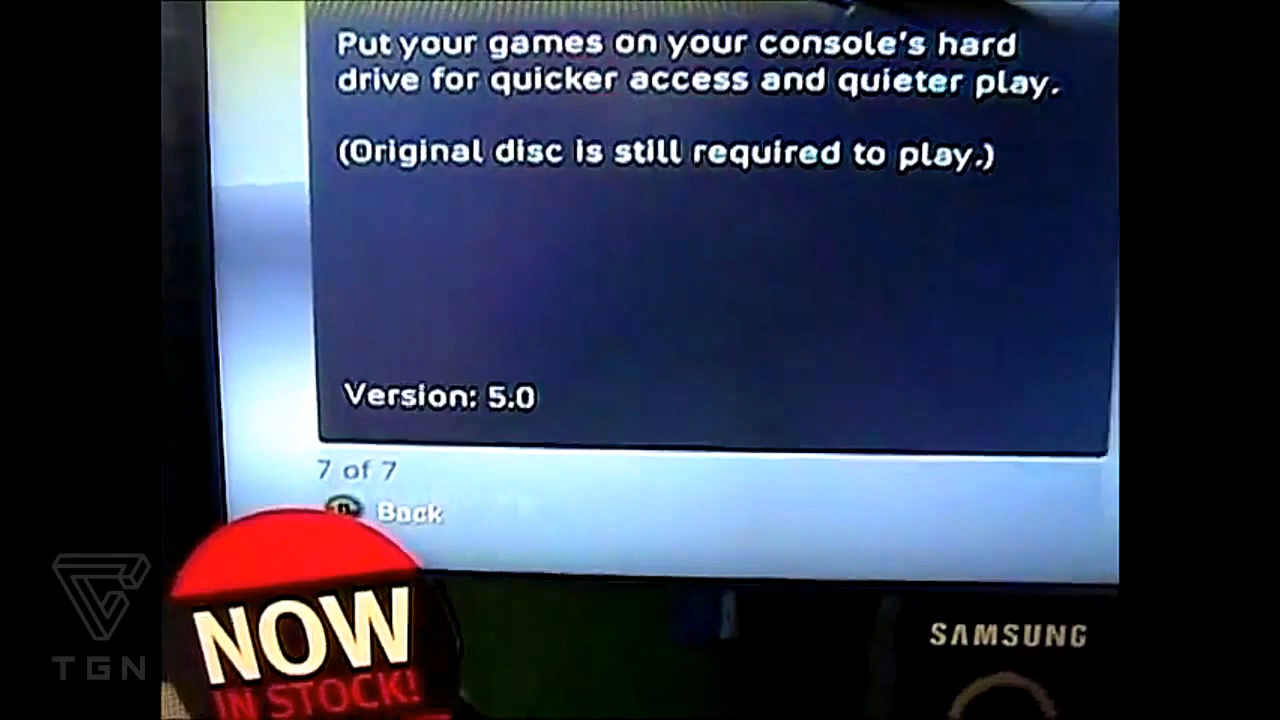 Put your games on your console's hard
drive for quicker access and quieter play.
(Original disc is still required to play.)
Version: 5.0
7 of 7
Back
NOW
IN STOCK!
SAMSUNG
TGN